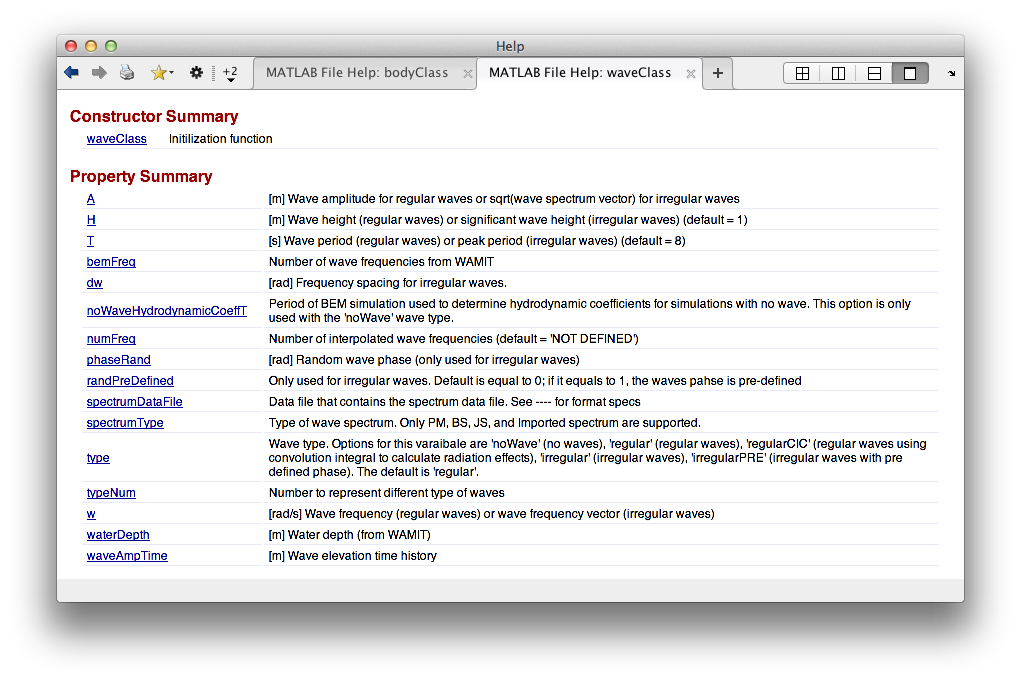 Help
+2
MATLAB File Help: bodyClass
MATLAB File Help: waveClass
Constructor Summary
waveClass Initilization function
Property Summary
A [m] Wave amplitude for regular waves or sqrt(wave spectrum vector) for irregular waves
H [m] Wave height (regular waves) or significant wave height (irregular waves) (default = 1)
T [s] Wave period (regular waves) or peak period (irregular waves) (default = 8)
bemFreq Number of wave frequencies from WAMIT
dw [rad] Frequency spacing for irregular waves.
noWaveHydrodynamicCoeffT Period of BEM simulation used to determine hydrodynamic coefficients for simulations with no wave. This option is only
used with the 'noWave' wave type.
numFreq Number of interpolated wave frequencies (default = 'NOT DEFINED')
phaseRand [rad] Random wave phase (only used for irregular waves)
randPreDefined Only used for irregular waves. Default is equal to 0; if it equals to 1, the waves pahse is pre-defined
spectrumDataFile Data file that contains the spectrum data file. See ---- for format specs
spectrumType Type of wave spectrum. Only PM, BS, JS, and Imported spectrum are supported.
Wave type. Options for this varaibale are 'noWave' (no waves), 'regular' (regular waves), 'regularCIC' (regular waves using
type convolution integral to calculate radiation effects), 'irregular' (irregular waves), 'irregularPRE' (irregular waves with pre
defined phase). The default is 'regular'.
typeNum Number to represent different type of waves
w [rad/s] Wave frequency (regular waves) or wave frequency vector (irregular waves)
waterDepth [m] Water depth (from WAMIT)
waveAmpTime [m] Wave elevation time history